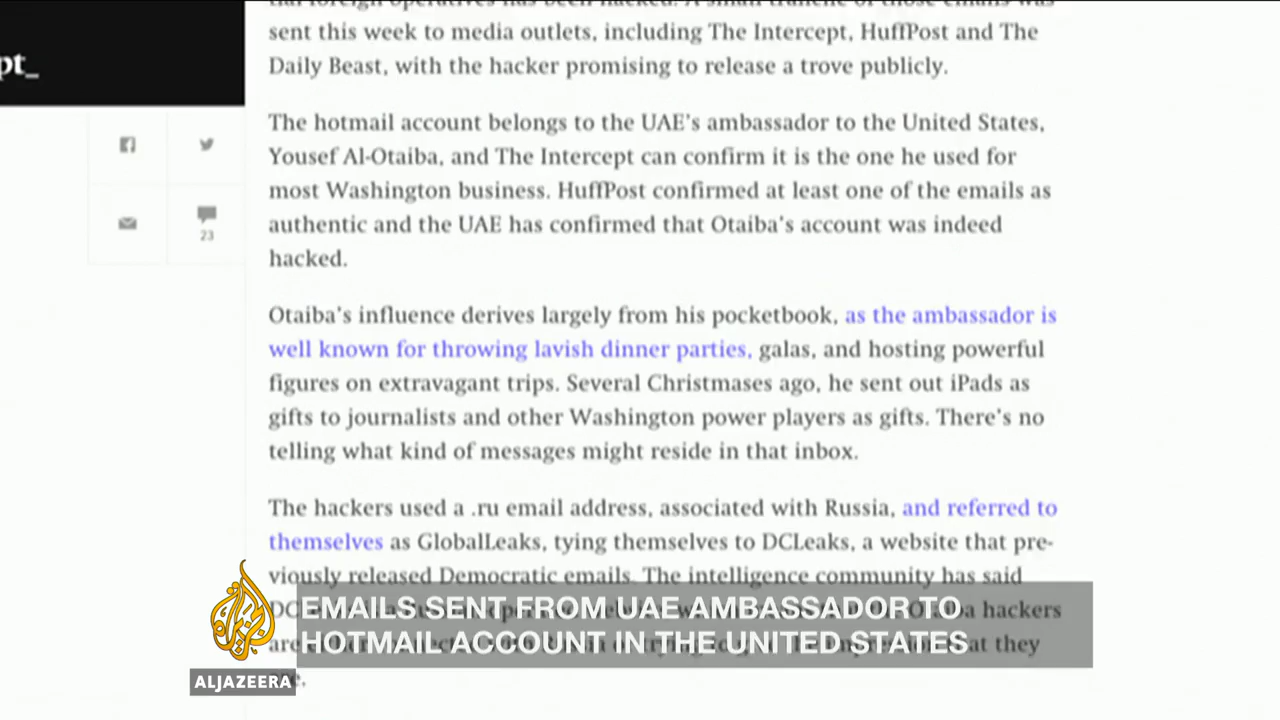 sent this week to media outlets, including The Intercept, HuffPost and The
Daily Beast, with the hacker promising to release a trove publicly.
pt_
The hotmail account belongs to the UAE's ambassador to the United States,
Yousef Al-Otaiba, and The Intercept can confirm it is the one he used for
most Washington business. HuffPost confirmed at least one of the emails as
authentic and the UAE has confirmed that Otaiba's account was indeed
hacked.
23
Otaiba's influence derives largely from his pocketbook, as the ambassador is
well known for throwing lavish dinner parties, galas, and hosting powerful
figures on extravagant trips. Several Christmases ago, he sent out iPads as
gifts to journalists and other Washington power players as gifts. There's no
telling what kind of messages might reside in that inbox.
The hackers used a .ru email address, associated with Russia, and referred to
themselves as GlobalLeaks, tying themselves to DCLeaks, a website that pre-
viously released Democratic emails. The intelligence community has said
hackers
at they
EMAILS SENT FROM UAE AMBASSADOR TO
HOTMAIL ACCOUNT IN THE UNITED STATES
ALJAZEERA